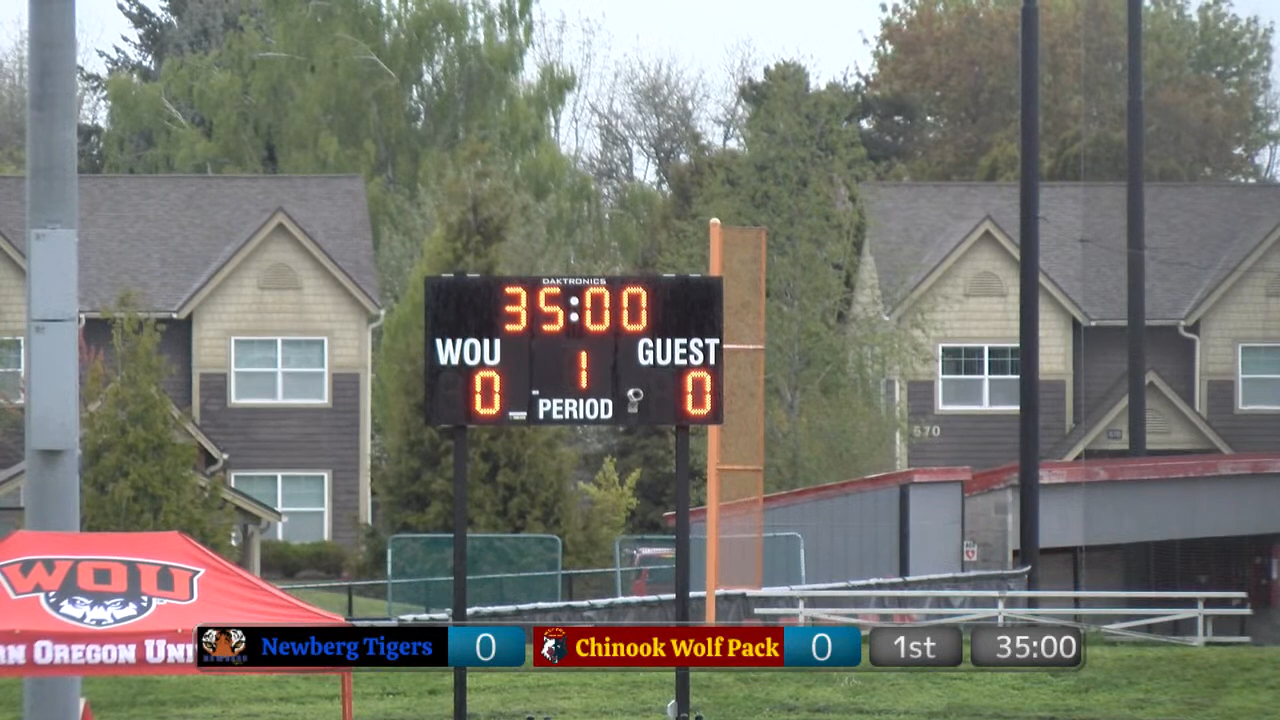 DAKTRONICS
35:00
WOU 1 GUEST
0 PERIOD 0
570
WOU
RN OREGON UNI
Newberg Tigers 0 Chinook Wolf Pack 0 1st 35:00